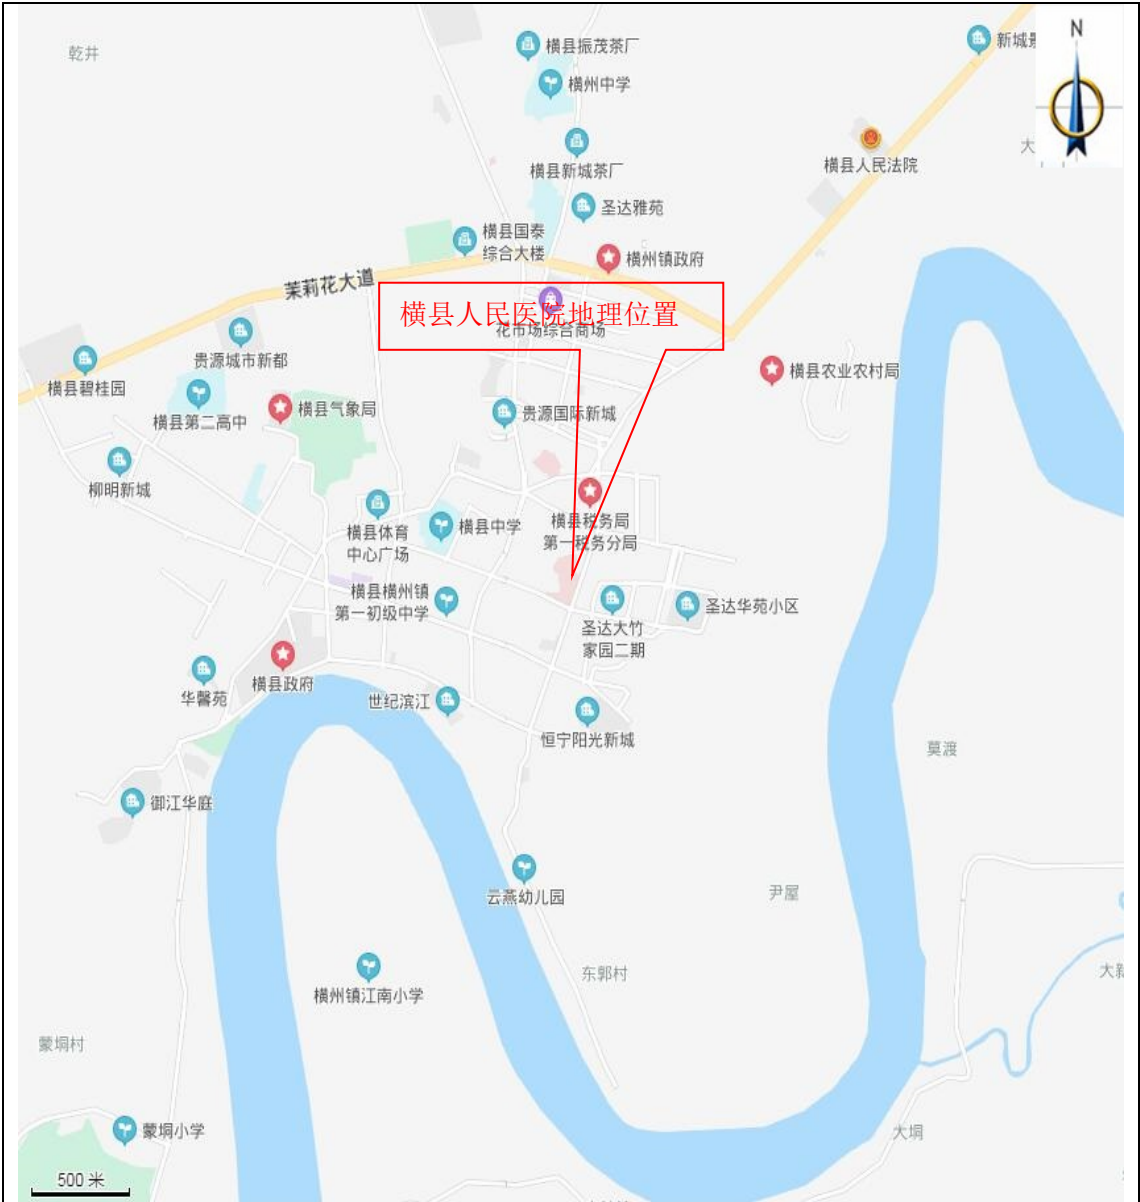 N
乾井
横县振茂茶厂
新城景
横州中学
横县新城茶厂
横县人民法院
大
圣达雅苑
横县国泰
综合大楼
横州镇政府
茉莉花大道
横县人民医院地理位置
花市场综合商场
贵源城市新都
横县碧桂园
横县农业农村局
横县第二高中
横县气象局
贵源国际新城
柳明新城
横县体育
中心广场
横县中学
横县税务局
第一税务分局
横县横州镇
第一初级中学
圣达大竹
家园二期
圣达华苑小区
华馨苑
横县政府
世纪滨江
恒宁阳光新城
莫渡
御江华庭
云燕幼儿园
尹屋
东郭村
大新
横州镇江南小学
蒙垌村
蒙垌小学
大垌
500 米